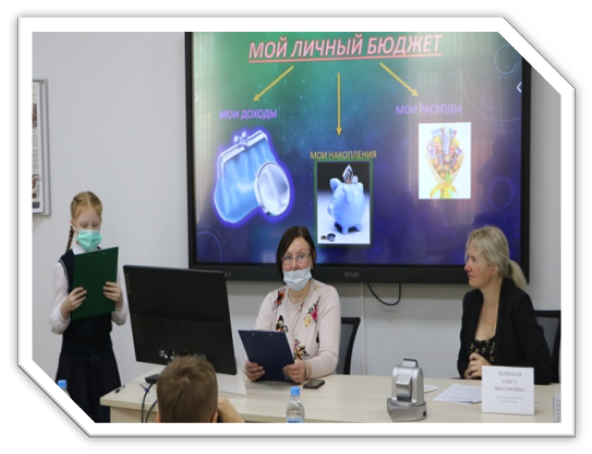 МОЙ ЛИЧНЫЙ БЮДЖЕТ
МОИ ДОХОДЫ
МОИ РАСХОДЫ
МОИ НАКОПЛЕНИЯ